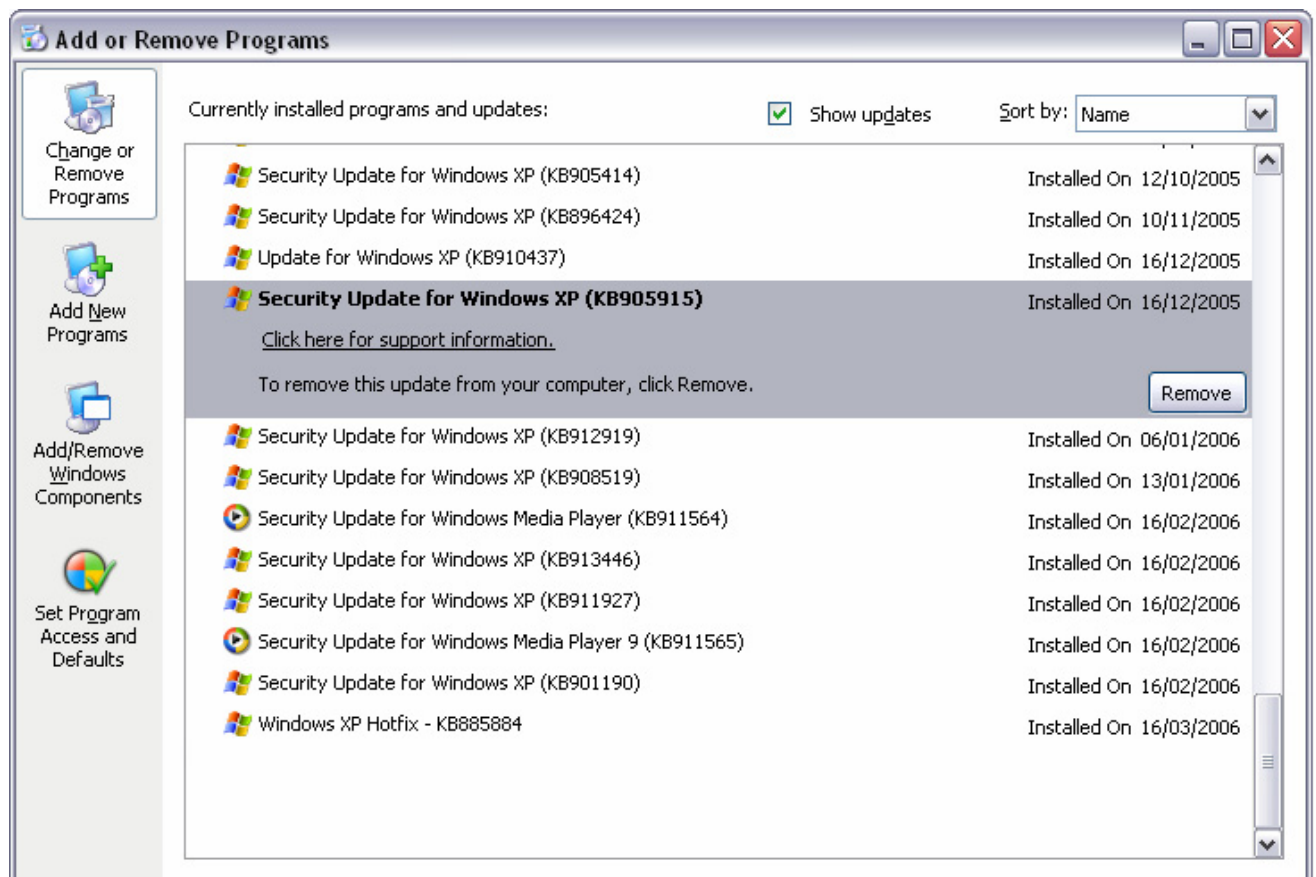 Add or Remove Programs
Change or
Remove
Programs
Add New
Programs
Add/Remove
Windows
Components
Set Program
Access and
Defaults
Currently installed programs and updates:
Show updates
Sort by: Name
Security Update for Windows XP (KB905414) Installed On 12/10/2005
Security Update for Windows XP (KB896424) Installed On 10/11/2005
Update for Windows XP (KB910437) Installed On 16/12/2005
Security Update for Windows XP (KB905915) Installed On 16/12/2005
Click here for support information.
To remove this update from your computer, click Remove.
Remove
Security Update for Windows XP (KB912919) Installed On 06/01/2006
Security Update for Windows XP (KB908519) Installed On 13/01/2006
Security Update for Windows Media Player (KB911564) Installed On 16/02/2006
Security Update for Windows XP (KB913446) Installed On 16/02/2006
Security Update for Windows XP (KB911927) Installed On 16/02/2006
Security Update for Windows Media Player 9 (KB911565) Installed On 16/02/2006
Security Update for Windows XP (KB901190) Installed On 16/02/2006
Windows XP Hotfix - KB885884 Installed On 16/03/2006